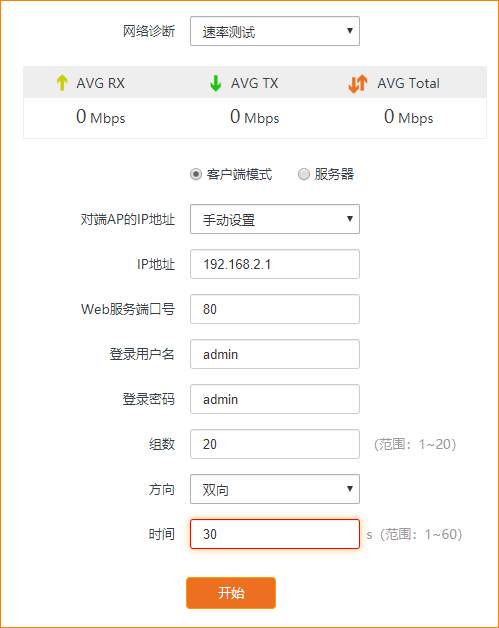 网络诊断 速率测试
AVG RX AVG TX AVG Total
0 Mbps 0 Mbps 0 Mbps
客户端模式 服务器
对端AP的IP地址 手动设置
IP地址 192.168.2.1
Web服务端口号 80
登录用户名 admin
登录密码 admin
组数 20 (范围：1~20)
方向 双向
时间 30 s (范围：1~60)
开始